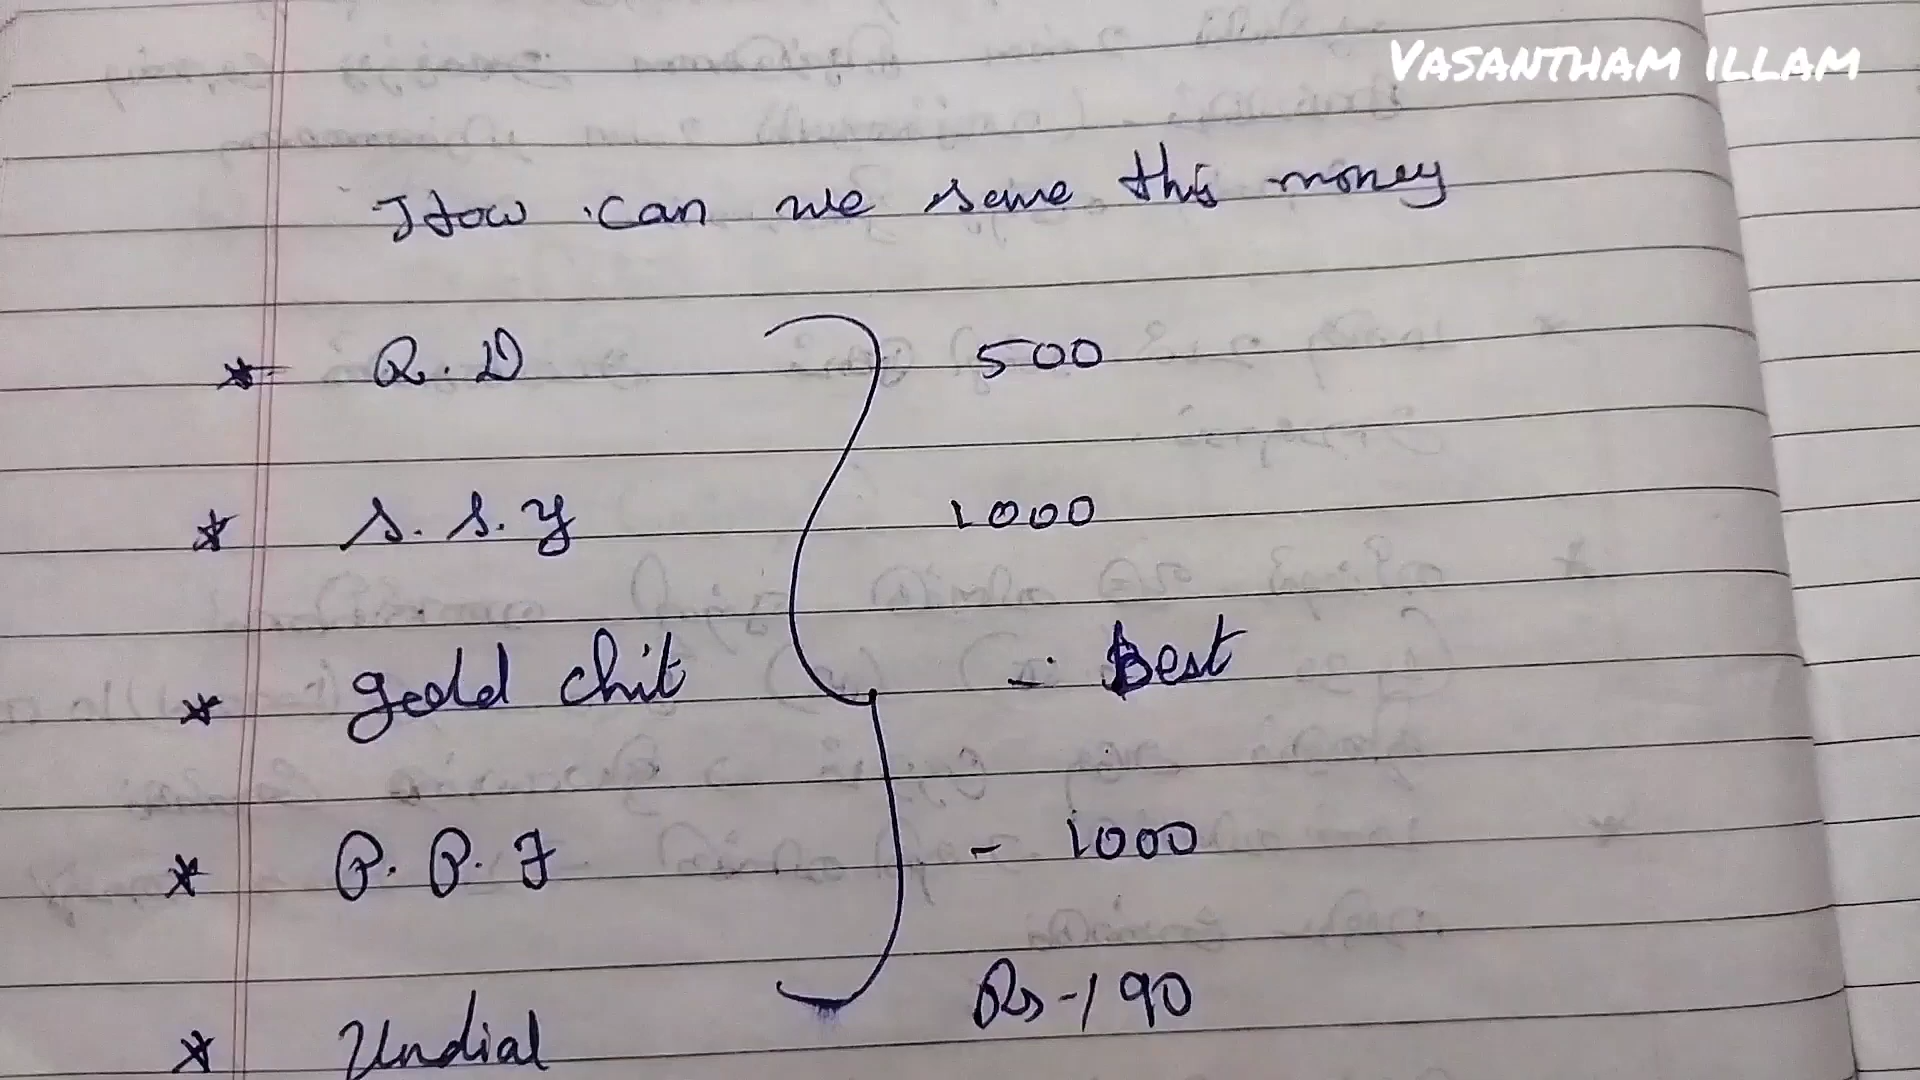 VASANTHAM ILLAM
How can we save this money
* R.D 500
* S.S.Y 1000
* gold chit - Best
* P.P.F - 1000
Rs-190
* Undial